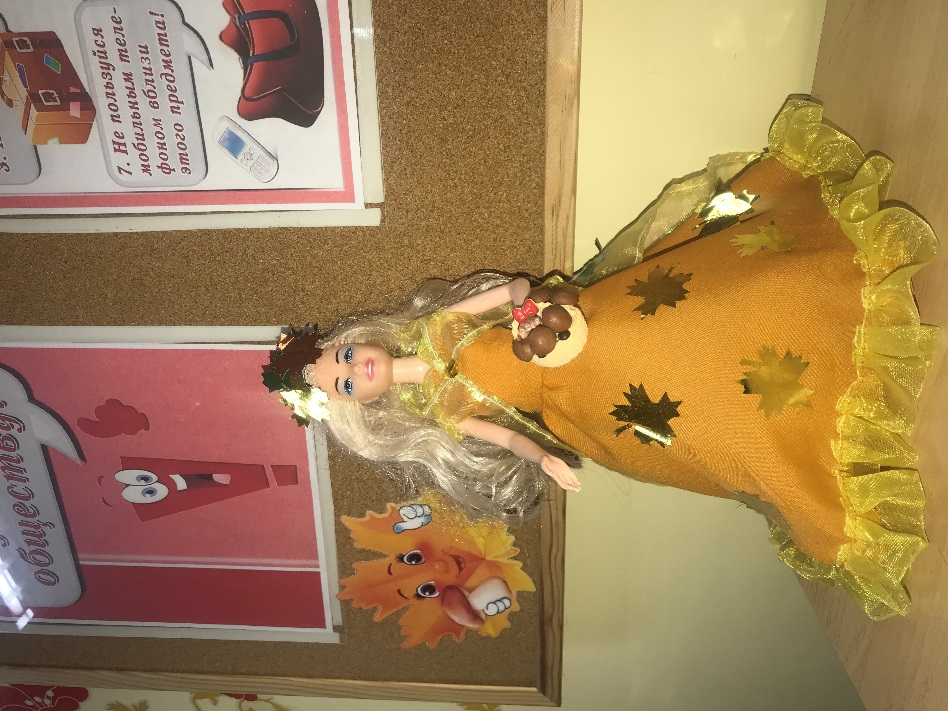 7. Не пользуйся
мобильным теле-
фоном вблизи
этого предмета!
обществу!